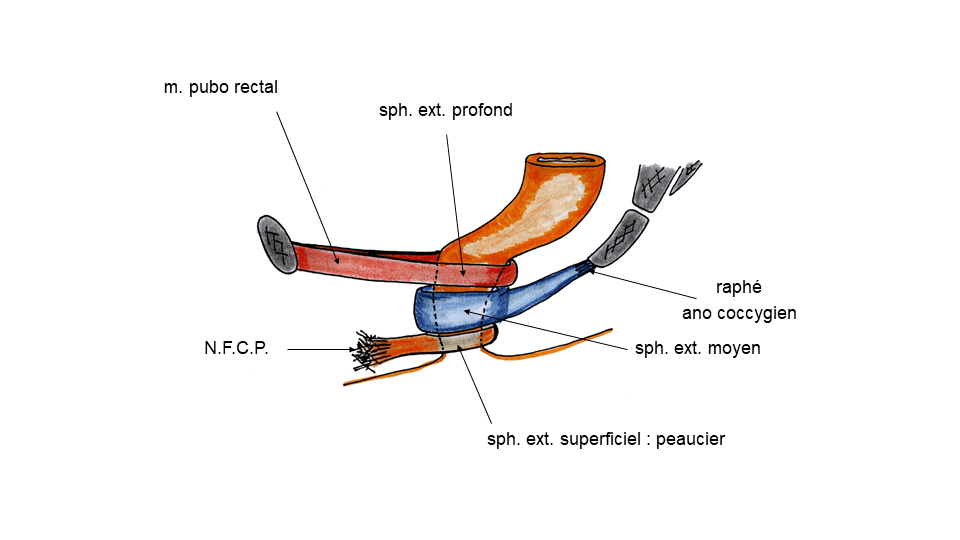 m. pubo rectal
sph. ext. profond
raphé
ano coccygien
N.F.C.P.
sph. ext. moyen
sph. ext. superficiel : peaucier